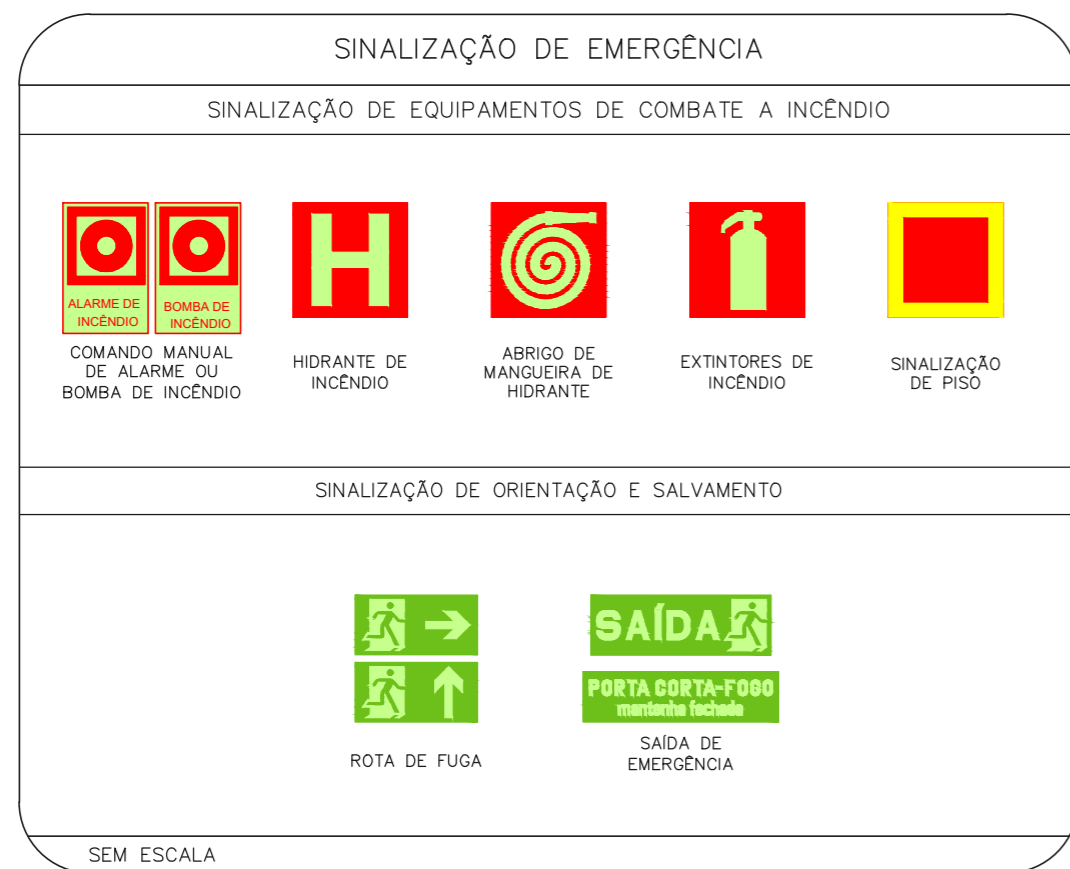 SINALIZAÇÃO DE EMERGÊNCIA
SINALIZAÇÃO DE EQUIPAMENTOS DE COMBATE A INCÊNDIO
ALARME DE
INCÊNDIO
BOMBA DE
INCÊNDIO
H
COMANDO MANUAL
DE ALARME OU
BOMBA DE INCÊNDIO
HIDRANTE DE
INCÊNDIO
ABRIGO DE
MANGUEIRA DE
HIDRANTE
EXTINTORES DE
INCÊNDIO
SINALIZAÇÃO
DE PISO
SINALIZAÇÃO DE ORIENTAÇÃO E SALVAMENTO
SAÍDA
PORTA CORTA-FOGO
mantenha fechada
ROTA DE FUGA
SAÍDA DE
EMERGÊNCIA
SEM ESCALA